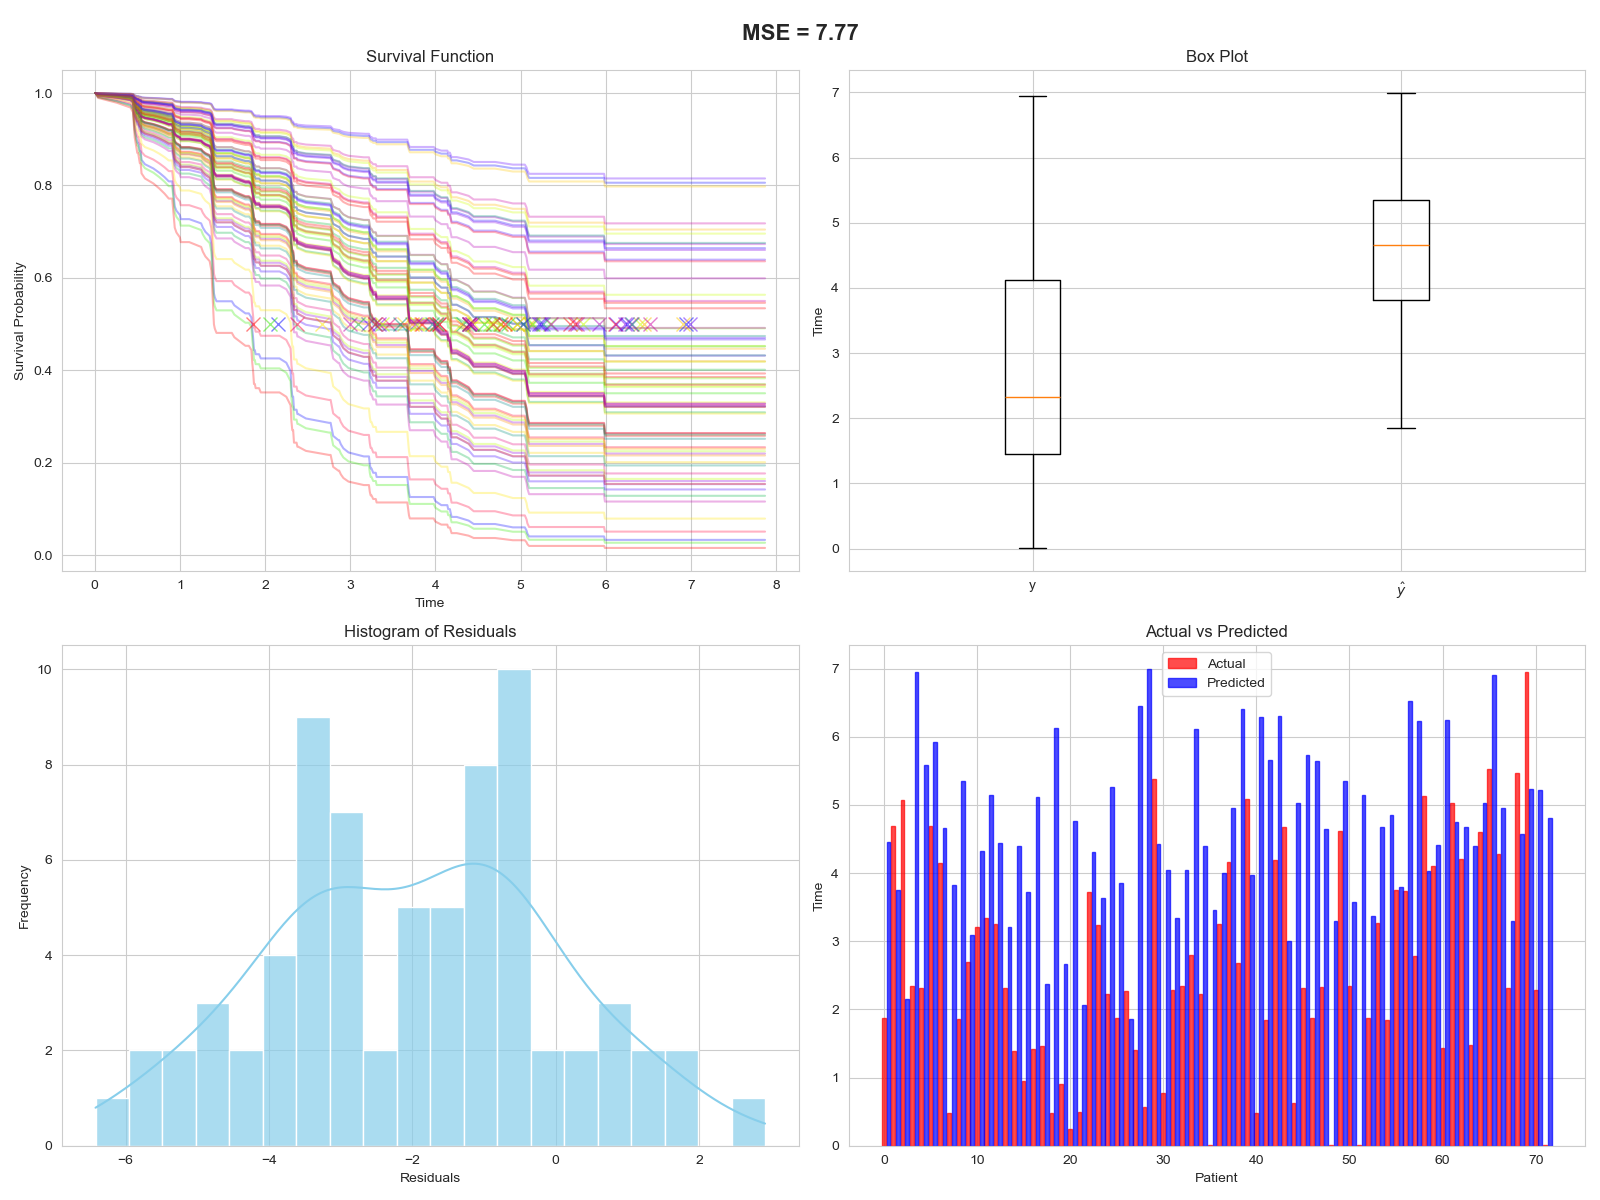 MSE = 7.77
Survival Function
1.0
0.8
0.6
0.4
0.2
0.0
Survival Probability
0 1 2 3 4 5 6 7 8
Time
Box Plot
7
6
5
4
3
2
1
0
Time
y ŷ
Histogram of Residuals
10
8
6
4
2
0
Frequency
−6 −4 −2 0 2
Residuals
Actual vs Predicted
Actual
Predicted
7
6
5
4
3
2
1
0
Time
0 10 20 30 40 50 60 70
Patient